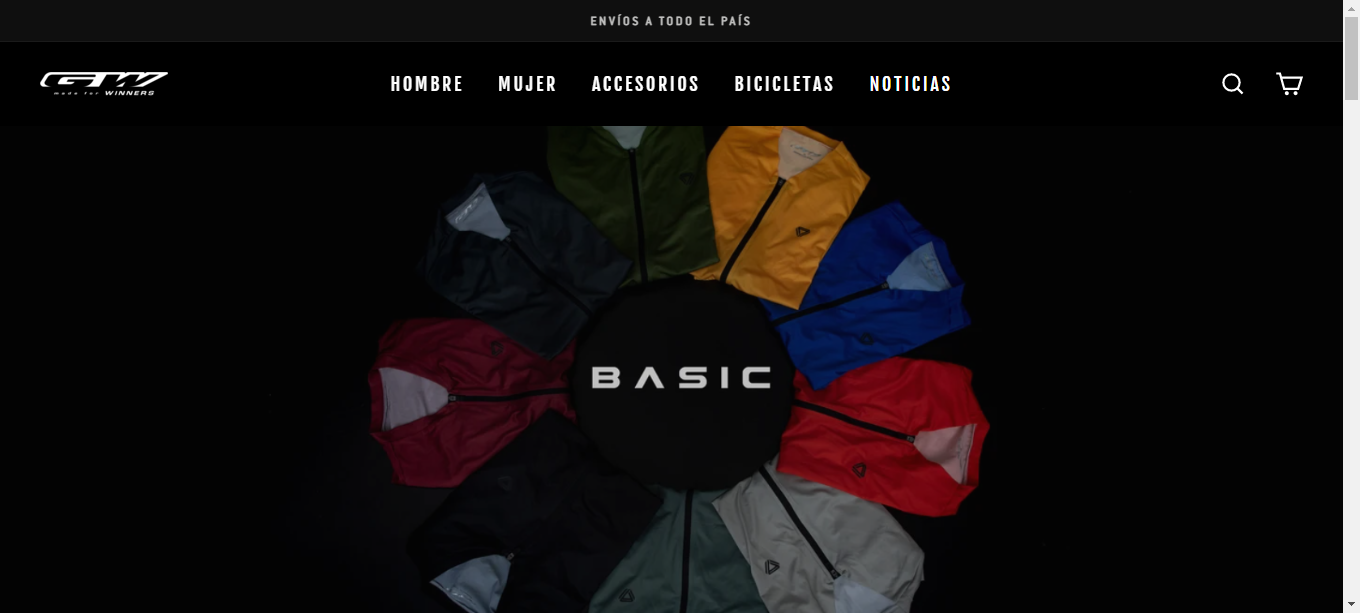 ENVÍOS A TODO EL PAÍS
GW
made for WINNERS
HOMBRE MUJER ACCESORIOS BICICLETAS NOTICIAS
BASIC